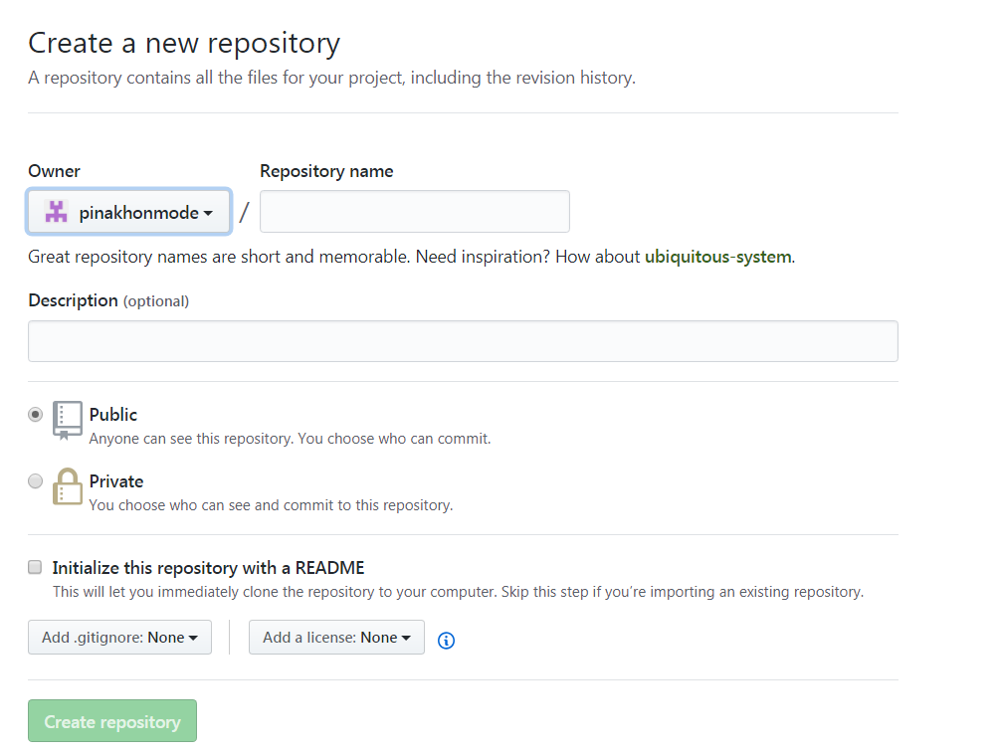 Create a new repository
A repository contains all the files for your project, including the revision history.
Owner Repository name
pinakhonmode /
Great repository names are short and memorable. Need inspiration? How about ubiquitous-system.
Description (optional)
Public
Anyone can see this repository. You choose who can commit.
Private
You choose who can see and commit to this repository.
Initialize this repository with a README
This will let you immediately clone the repository to your computer. Skip this step if you’re importing an existing repository.
Add .gitignore: None Add a license: None
Create repository